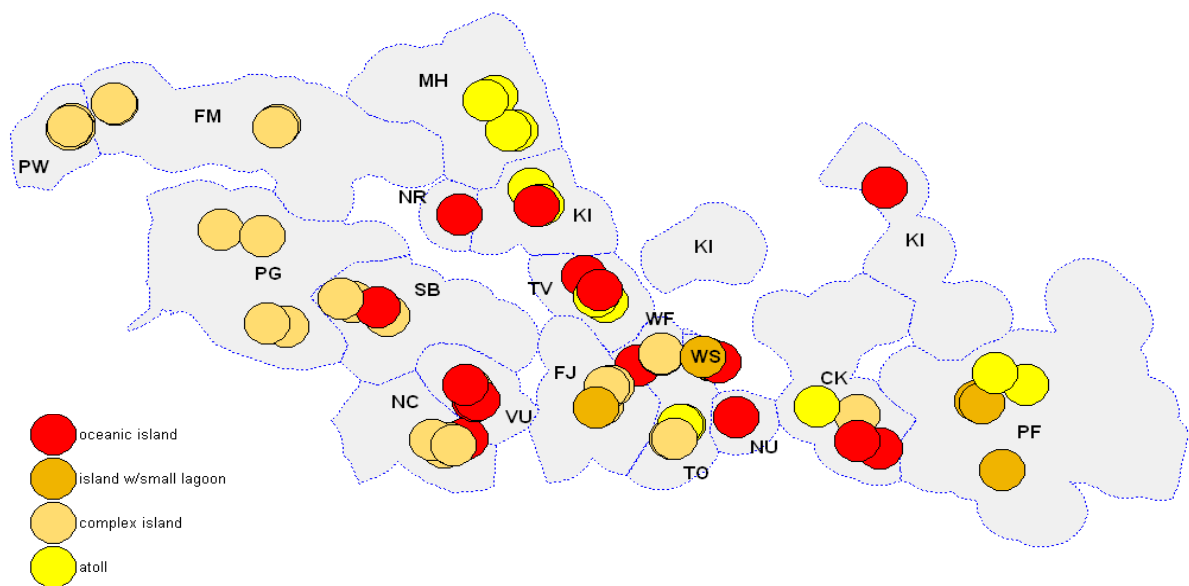 MH
FM
PW
NR
KI
KI
KI
PG
SB
TV
WF
WS
FJ
CK
NC
VU
PF
NU
TO
oceanic island
island w/small lagoon
complex island
atoll